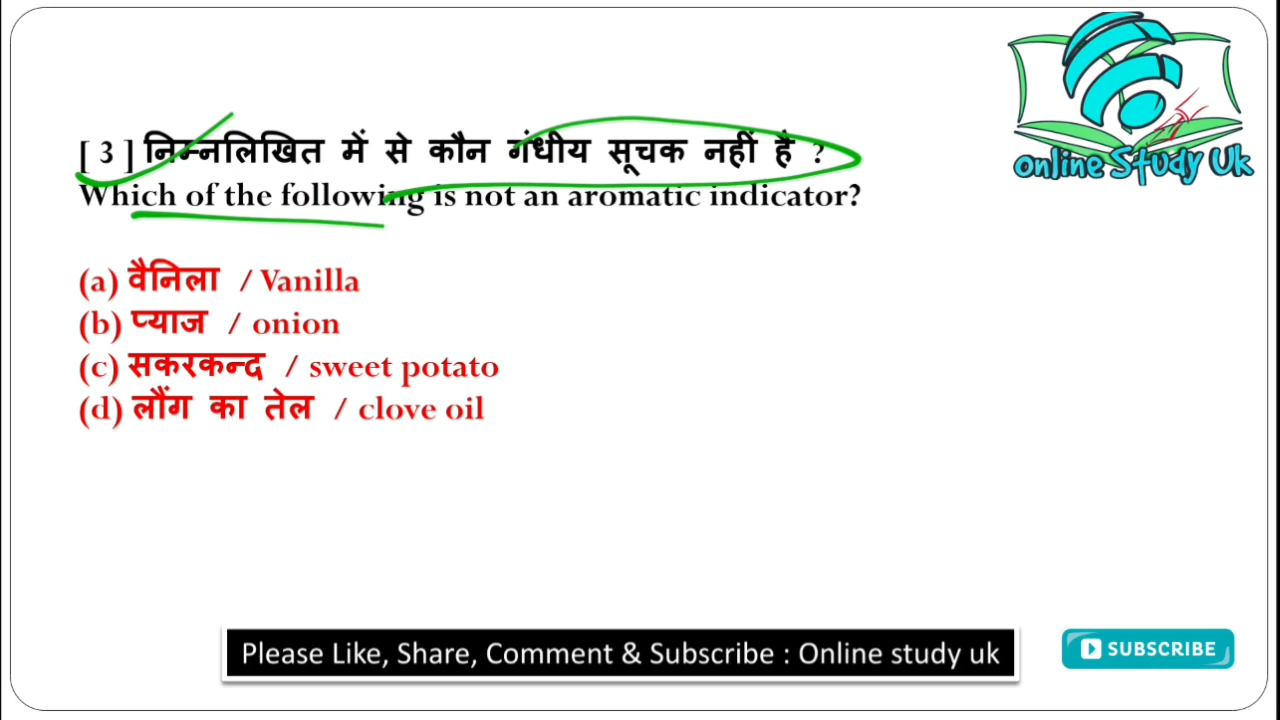 [ 3 ] निम्नलिखित में से कौन गंधीय सूचक नहीं है ?
Which of the following is not an aromatic indicator?
(a) वैनिला / Vanilla
(b) प्याज / onion
(c) सकरकन्द / sweet potato
(d) लौंग का तेल / clove oil
Online Study Uk
Please Like, Share, Comment & Subscribe : Online study uk
SUBSCRIBE